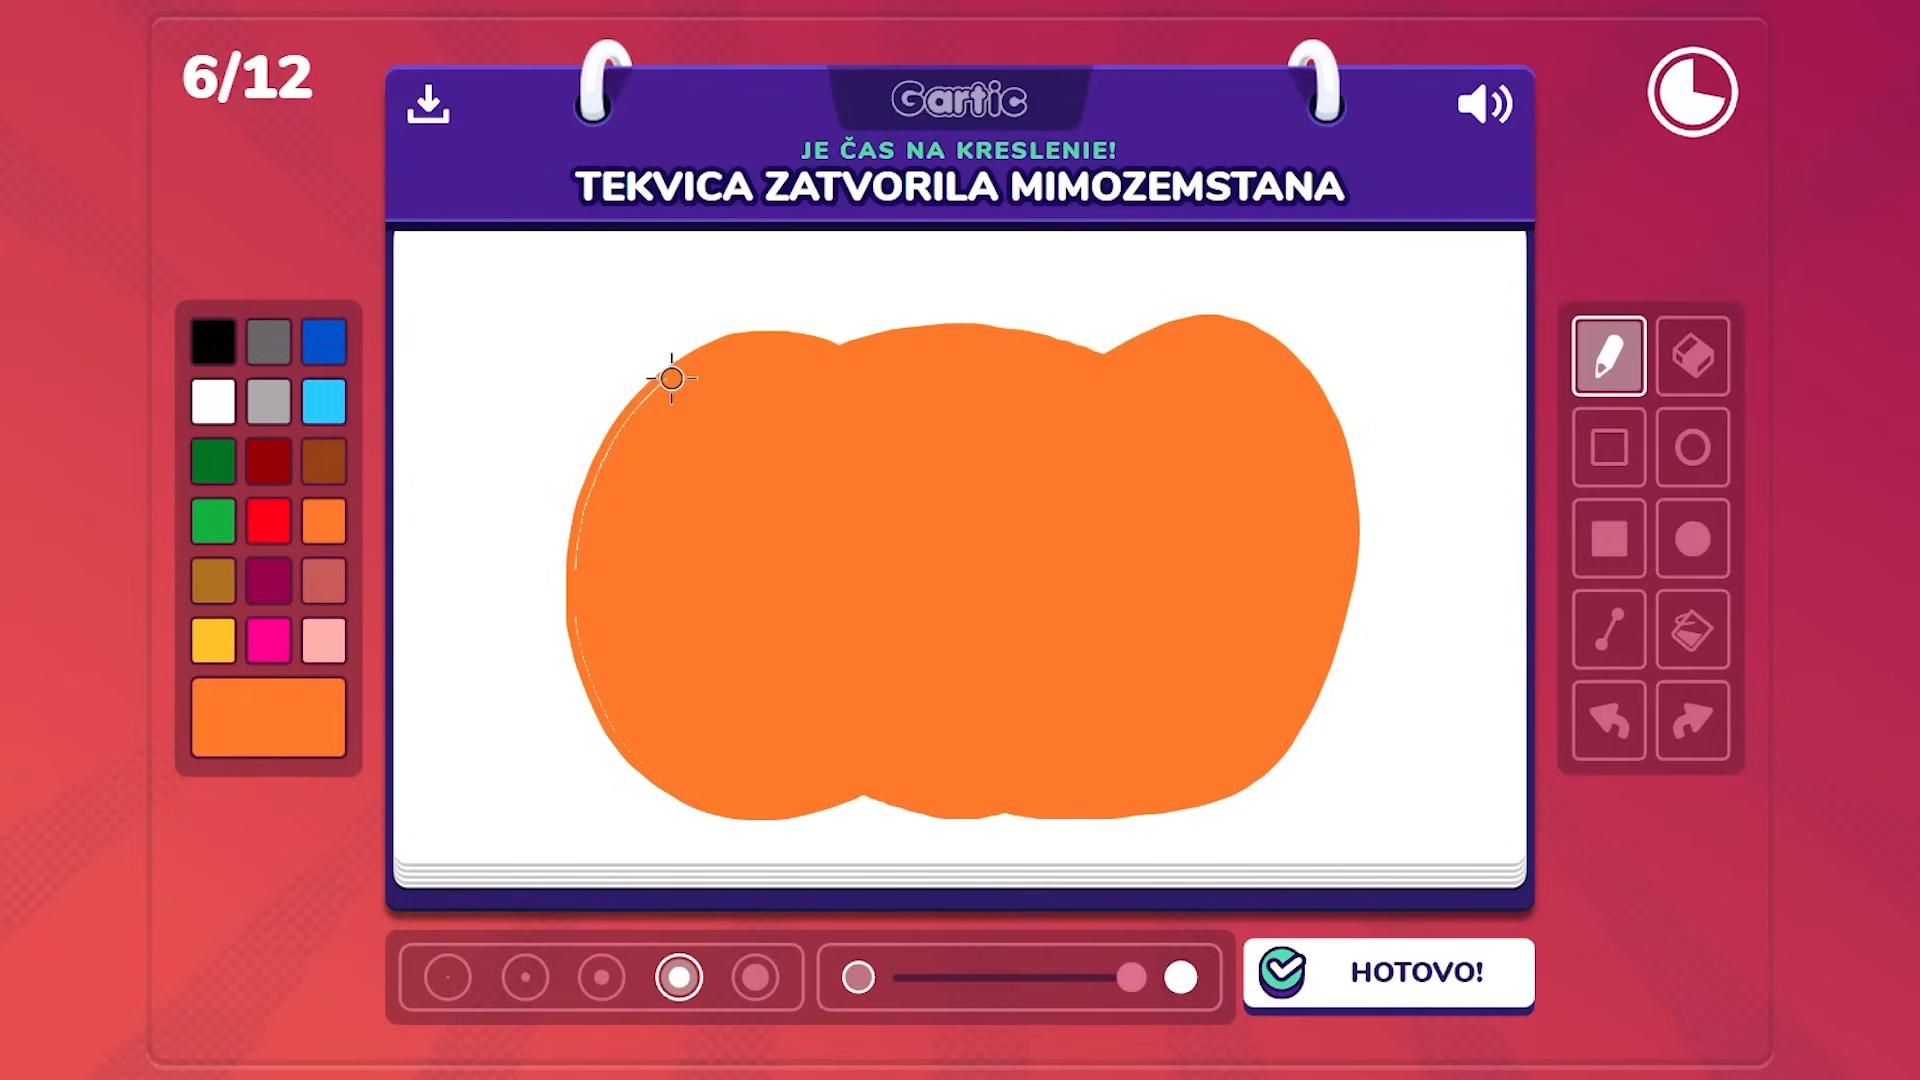 6/12
Gartic
JE ČAS NA KRESLENIE!
TEKVICA ZATVORILA MIMOZEMSTANA
HOTOVO!